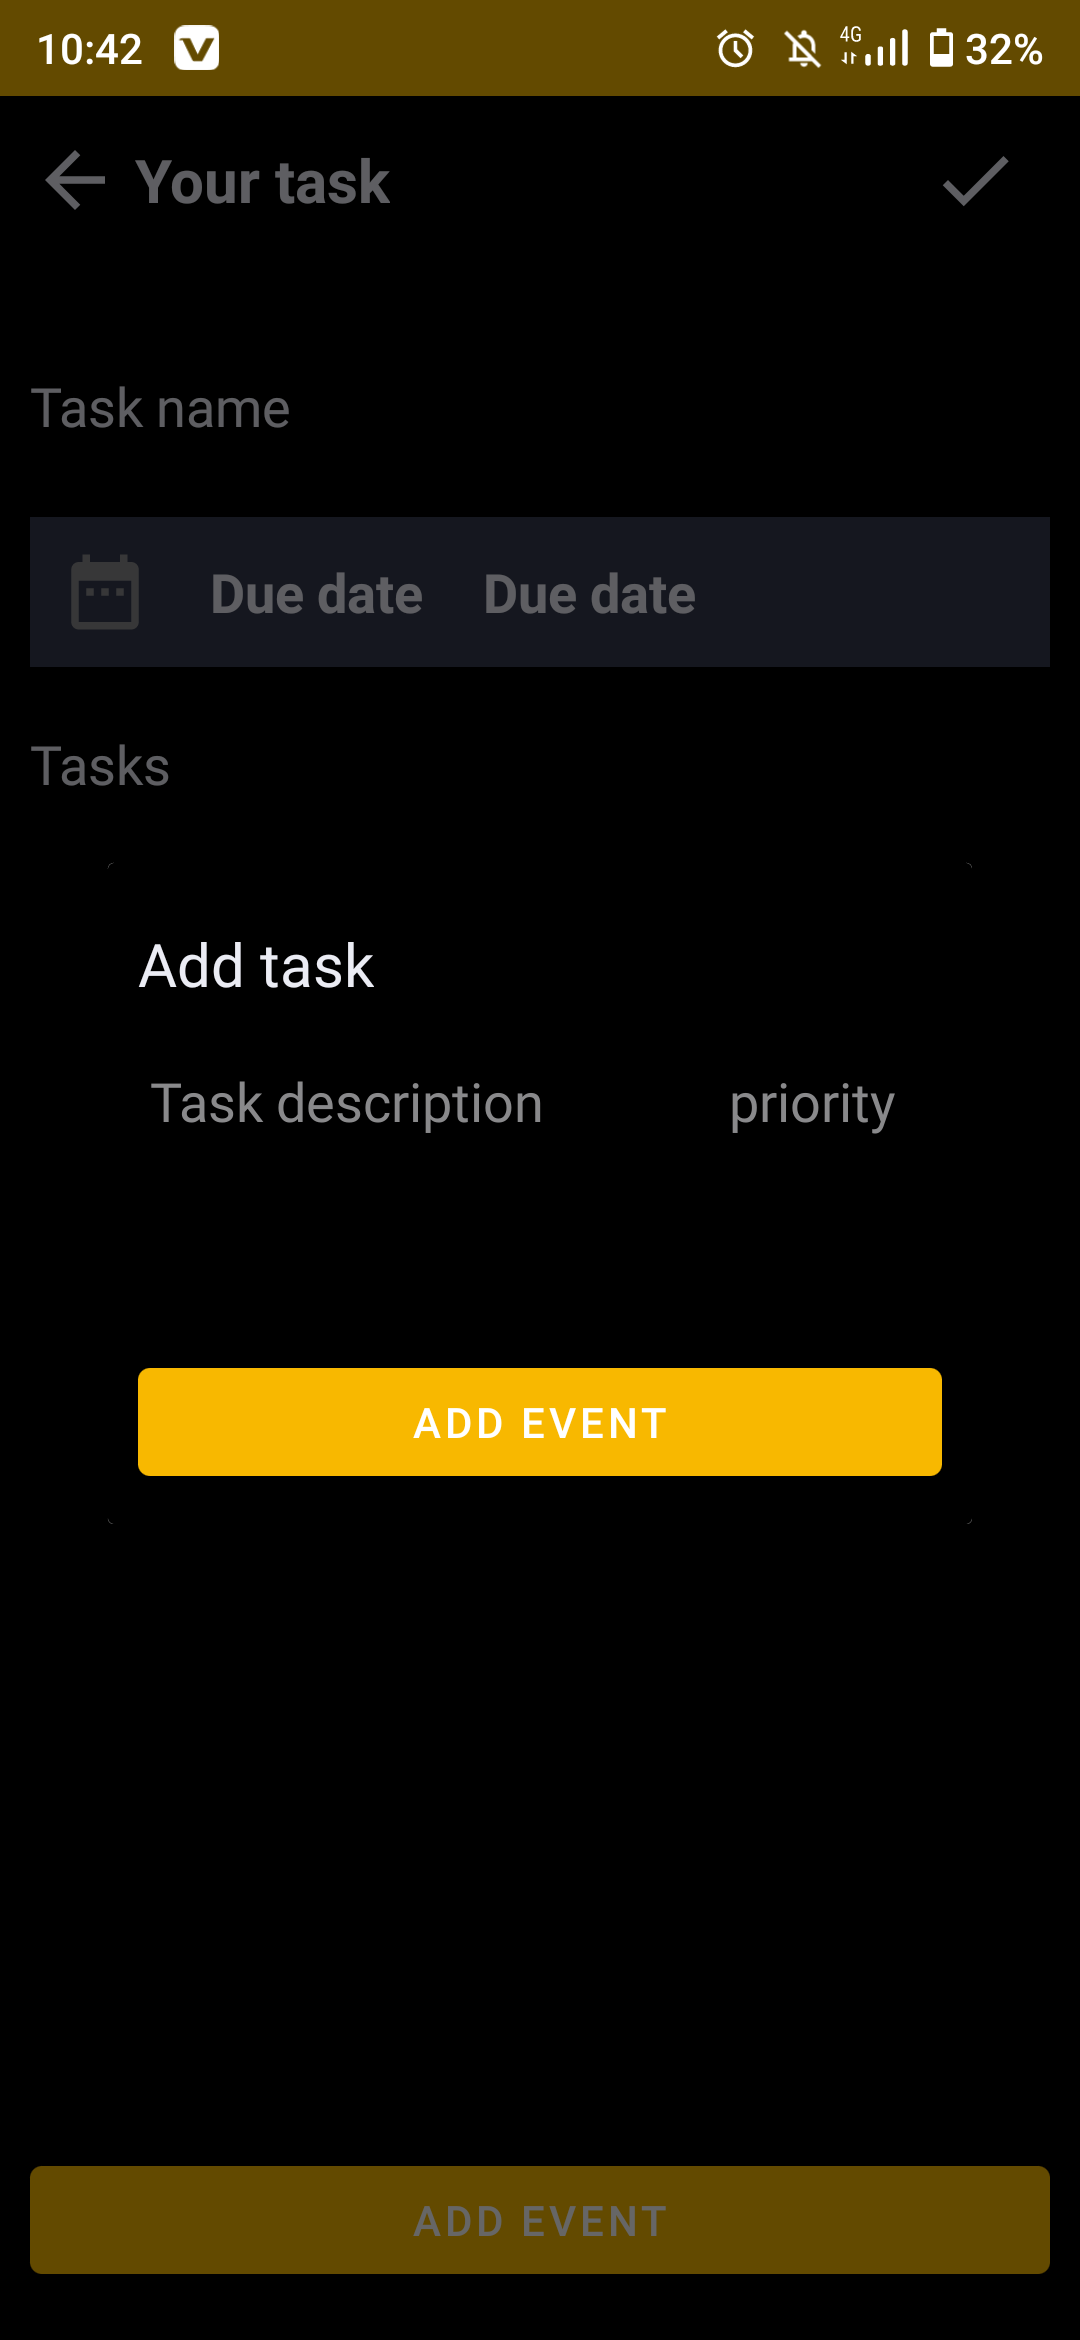 10:42 4G 32%
Your task
Task name
Due date Due date
Tasks
Add task
Task description priority
ADD EVENT
ADD EVENT